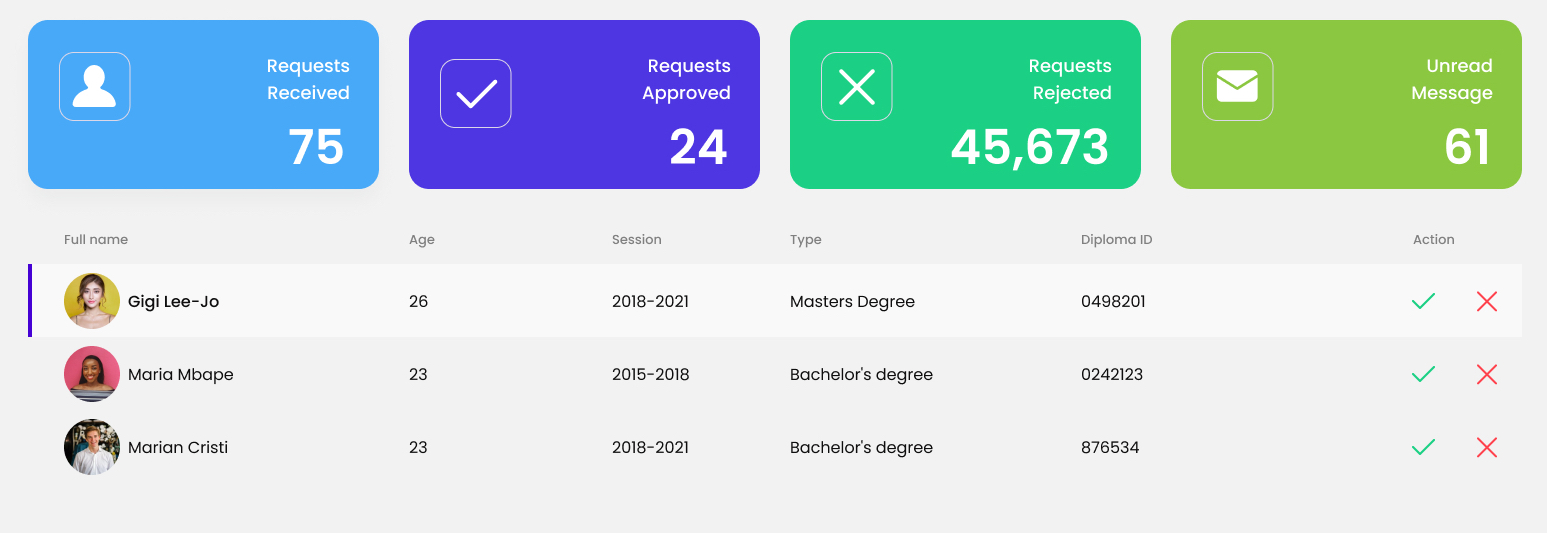 Requests
Received
75
Requests
Approved
24
Requests
Rejected
45,673
Unread
Message
61
Full name Age Session Type Diploma ID Action
Gigi Lee-Jo 26 2018-2021 Masters Degree 0498201
Maria Mbape 23 2015-2018 Bachelor's degree 0242123
Marian Cristi 23 2018-2021 Bachelor's degree 876534